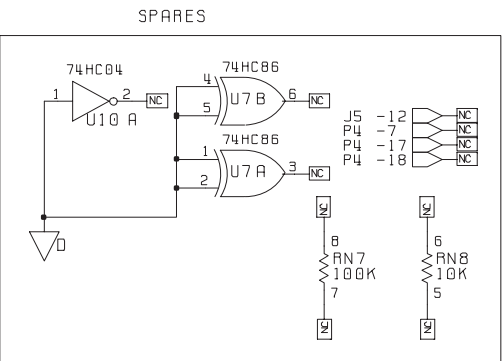 SPARES
74HC04
1
2
NC
U10 A
74HC86
4
5
U7 B
6
NC
74HC86
1
2
U7 A
3
NC
D
J5 -12 NC
P4 -7 NC
P4 -17 NC
P4 -18 NC
NC
8
RN7
100K
7
NC
NC
6
RN8
10K
5
NC